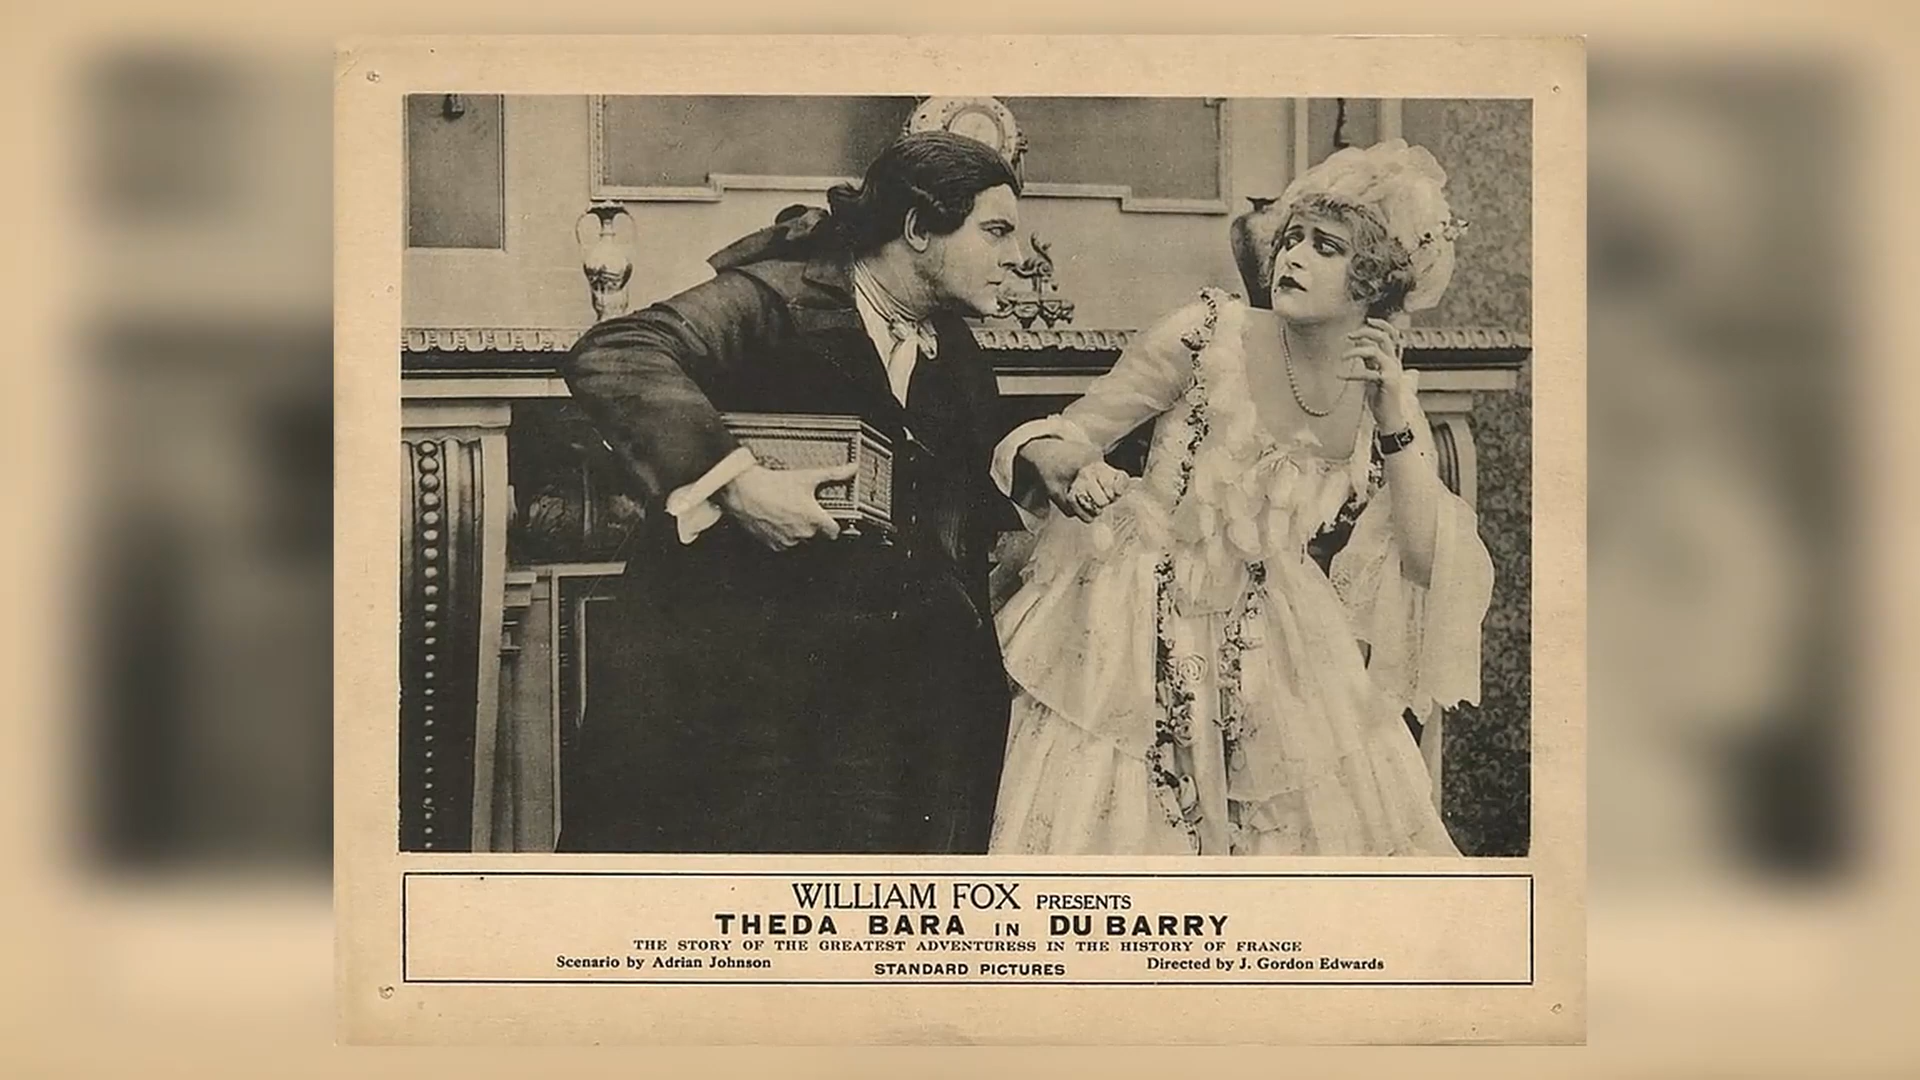 WILLIAM FOX PRESENTS
THEDA BARA IN DU BARRY
THE STORY OF THE GREATEST ADVENTURESS IN THE HISTORY OF FRANCE
Scenario by Adrian Johnson STANDARD PICTURES Directed by J. Gordon Edwards